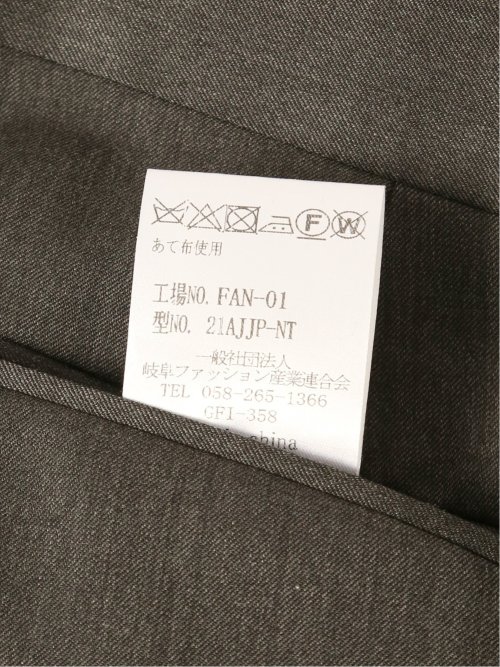 F W
あて布使用
工場NO. FAN-01
型NO. 21AJJP-NT
一般社団法人
岐阜ファッション産業連合会
TEL 058-265-1366
GFI-358
china